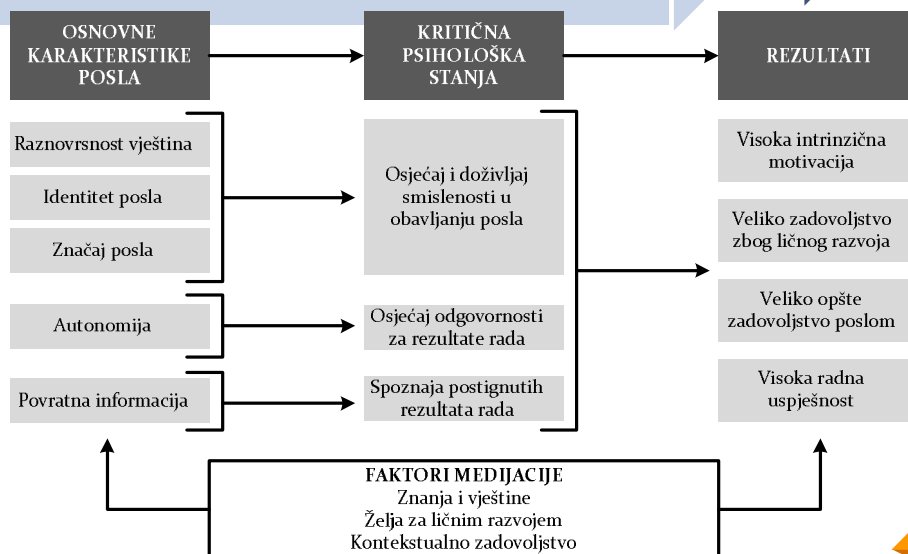 OSNOVNE
KARAKTERISTIKE
POSLA
KRITIČNA
PSIHOLOŠKA
STANJA
REZULTATI
Raznovrsnost vještina
Identitet posla
Značaj posla
Autonomija
Povratna informacija
Osjećaj i doživljaj
smislenosti u
obavljanju posla
Osjećaj odgovornosti
za rezultate rada
Spoznaja postignutih
rezultata rada
Visoka intrinzična
motivacija
Veliko zadovoljstvo
zbog ličnog razvoja
Veliko opšte
zadovoljstvo poslom
Visoka radna
uspješnost
FAKTORI MEDIJACIJE
Znanja i vještine
Želja za ličnim razvojem
Kontekstualno zadovoljstvo